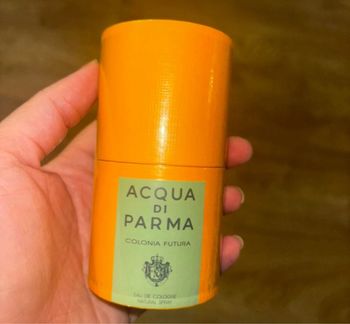 ACQUA
DI
PARMA
COLONIA FUTURA
EAU DE COLOGNE
NATURAL SPRAY